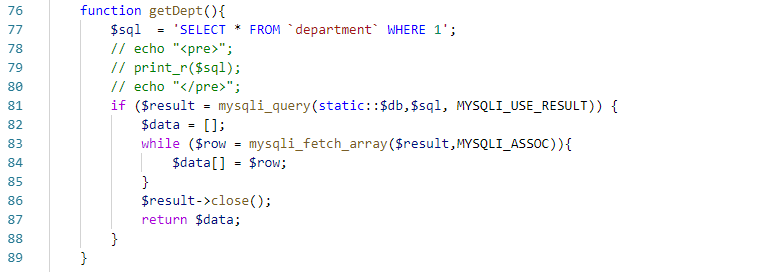 76 function getDept(){
77 $sql  = 'SELECT * FROM `department` WHERE 1';
78 // echo "<pre>";
79 // print_r($sql);
80 // echo "</pre>";
81 if ($result = mysqli_query(static::$db,$sql, MYSQLI_USE_RESULT)) {
82 $data = [];
83 while ($row = mysqli_fetch_array($result,MYSQLI_ASSOC)){
84 $data[] = $row;
85 }
86 $result->close();
87 return $data;
88 }
89 }